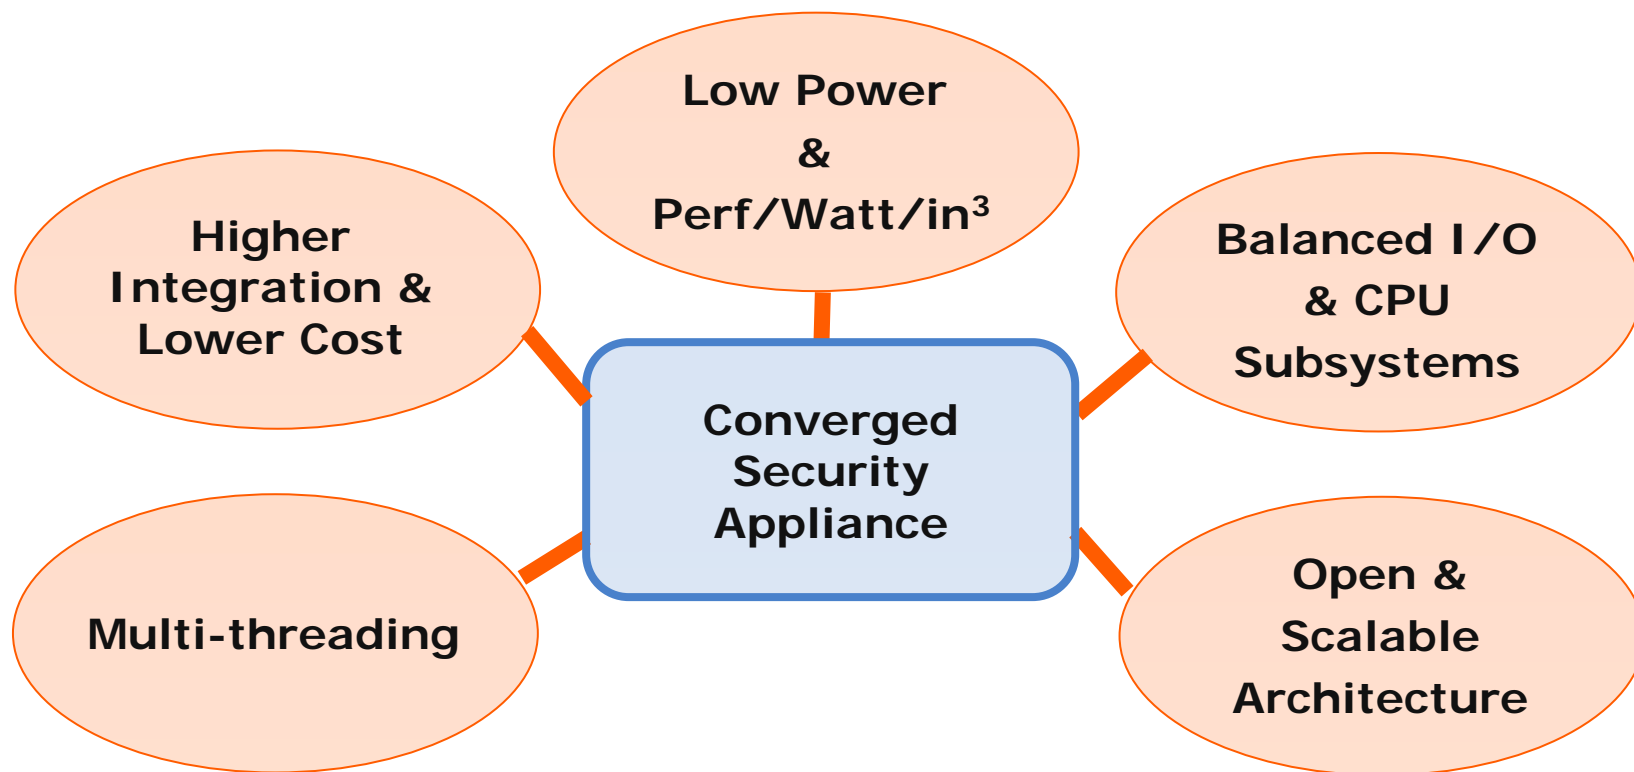 Low Power
&
Perf/Watt/in³
Higher
Integration &
Lower Cost
Balanced I/O
& CPU
Subsystems
Converged
Security
Appliance
Multi-threading
Open &
Scalable
Architecture